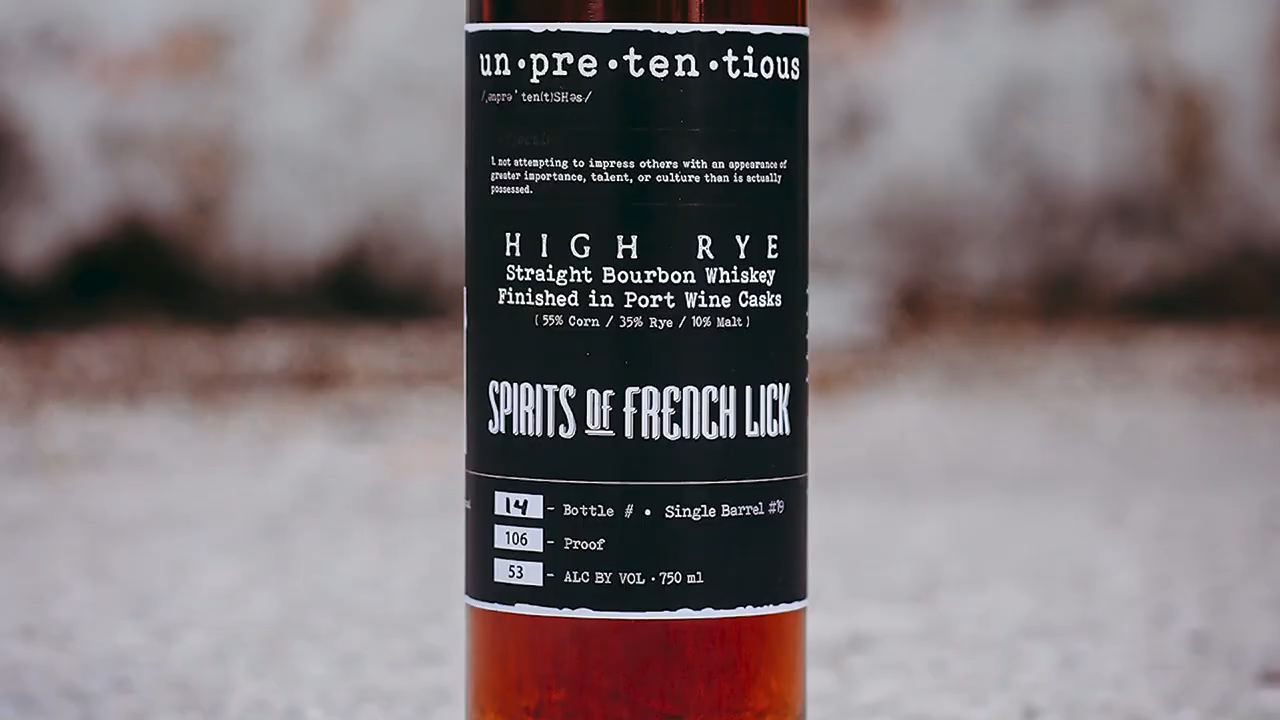 un·pre·ten·tious
/ˌənprəˈten(t)SHəs/
1. not attempting to impress others with an appearance of
greater importance, talent, or culture than is actually
possessed.
HIGH RYE
Straight Bourbon Whiskey
Finished in Port Wine Casks
( 55% Corn / 35% Rye / 10% Malt )
SPIRITS OF FRENCH LICK
14 - Bottle # • Single Barrel #19
106 - Proof
53 - ALC BY VOL · 750 ml